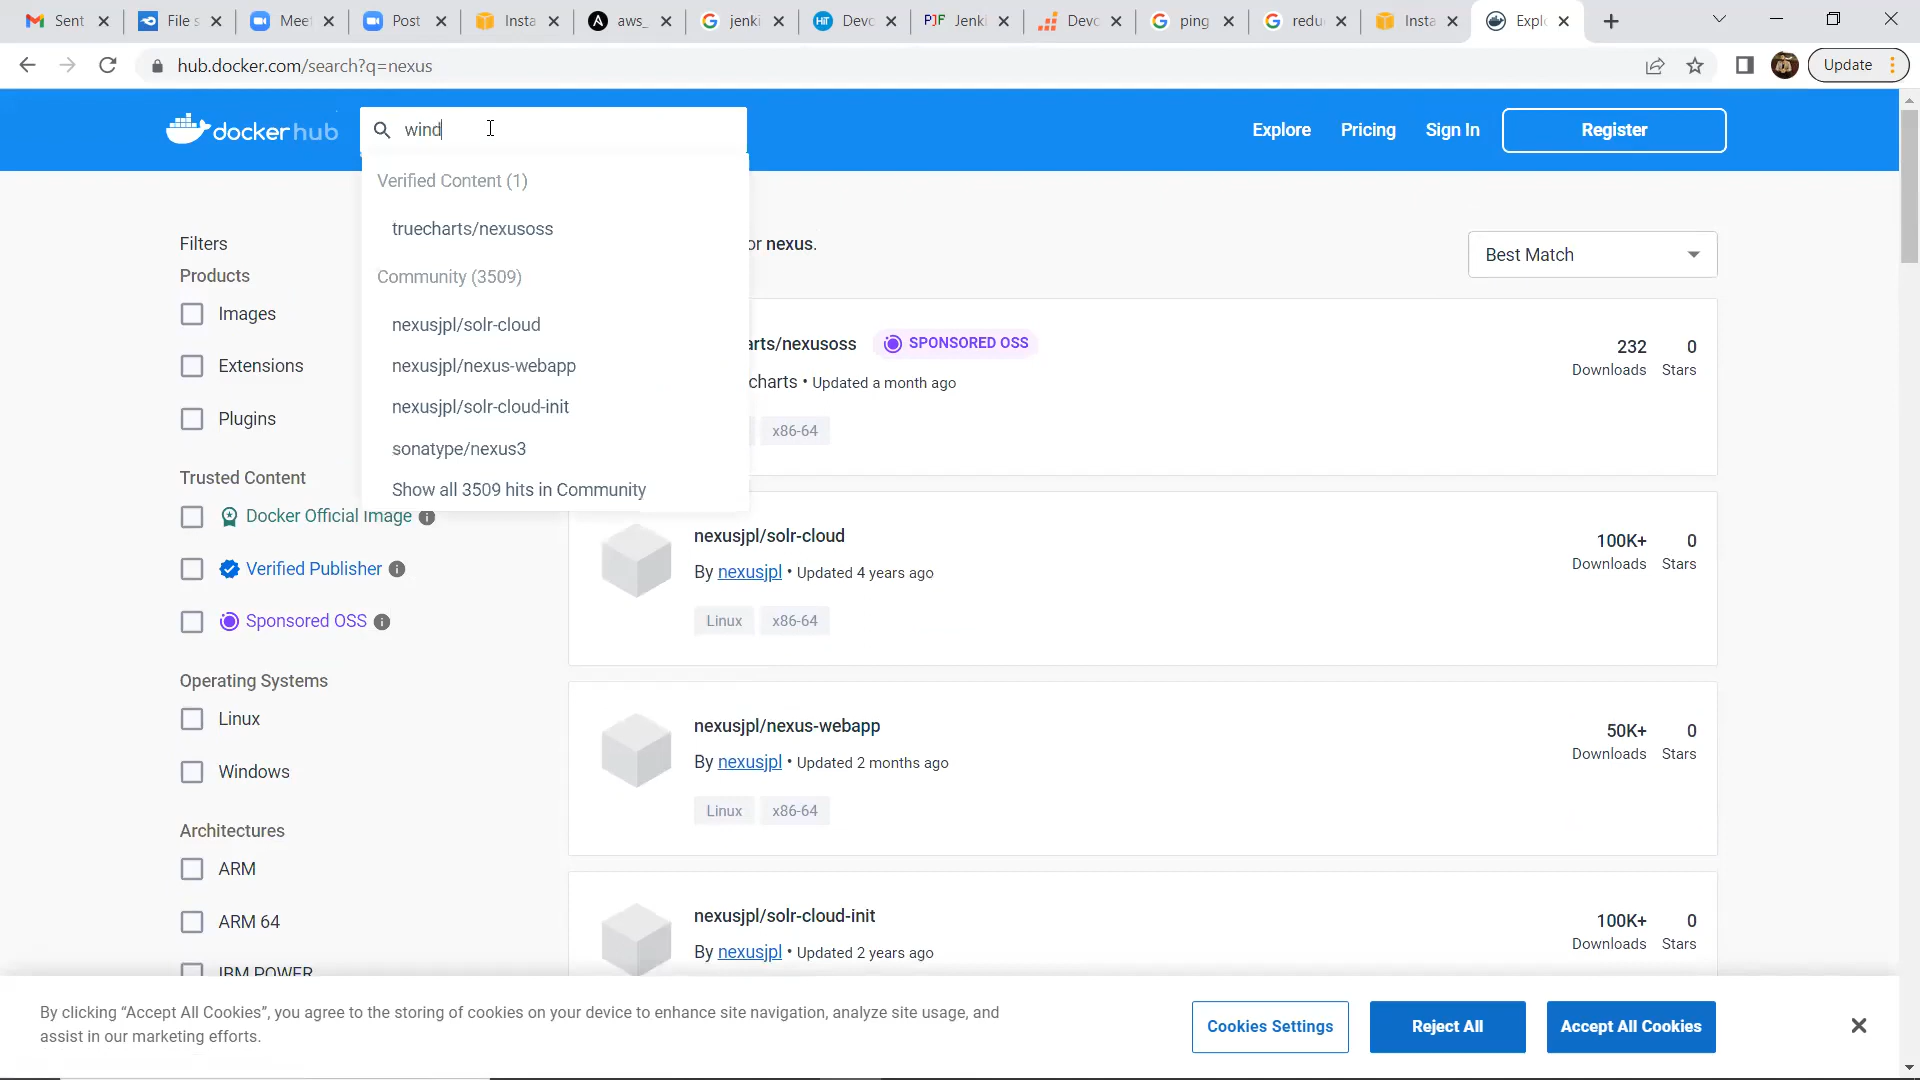 Sent
File s
Meet
Post
Insta
aws_
jenki
Devo
Jenki
Devo
ping
redu
Insta
Explo
hub.docker.com/search?q=nexus
Update
docker hub
wind
Explore
Pricing
Sign In
Register
Verified Content (1)
truecharts/nexusoss
Community (3509)
nexusjpl/solr-cloud
nexusjpl/nexus-webapp
nexusjpl/solr-cloud-init
sonatype/nexus3
Show all 3509 hits in Community
Filters
Products
Images
Extensions
Plugins
Trusted Content
Docker Official Image
Verified Publisher
Sponsored OSS
Operating Systems
Linux
Windows
Architectures
ARM
ARM 64
IBM POWER
or nexus.
Best Match
arts/nexusoss SPONSORED OSS
charts • Updated a month ago
x86-64
232 0
Downloads Stars
nexusjpl/solr-cloud
By nexusjpl • Updated 4 years ago
Linux x86-64
100K+ 0
Downloads Stars
nexusjpl/nexus-webapp
By nexusjpl • Updated 2 months ago
Linux x86-64
50K+ 0
Downloads Stars
nexusjpl/solr-cloud-init
By nexusjpl • Updated 2 years ago
100K+ 0
Downloads Stars
By clicking “Accept All Cookies”, you agree to the storing of cookies on your device to enhance site navigation, analyze site usage, and
assist in our marketing efforts.
Cookies Settings
Reject All
Accept All Cookies